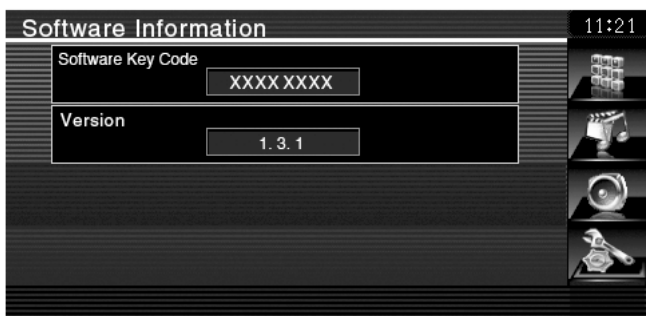 Software Information
11:21
Software Key Code
XXXX XXXX
Version
1. 3. 1